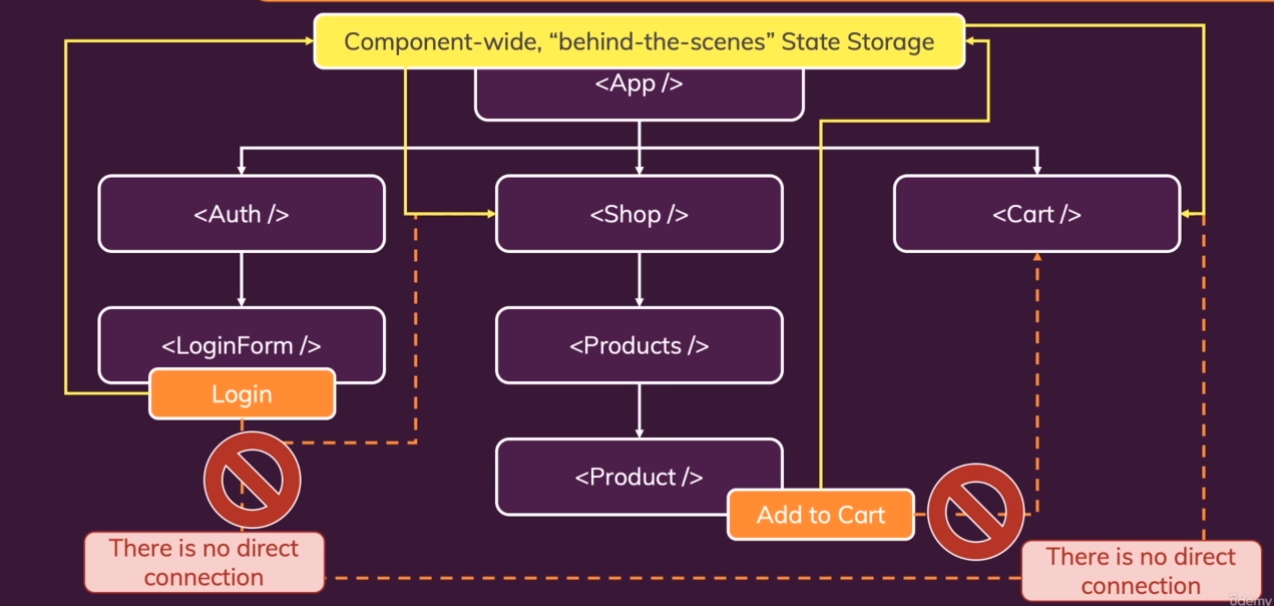 Component-wide, “behind-the-scenes” State Storage
<App />
<Auth />
<Shop />
<Cart />
<LoginForm />
<Products />
Login
<Product />
Add to Cart
There is no direct
connection
There is no direct
connection
ûdemy